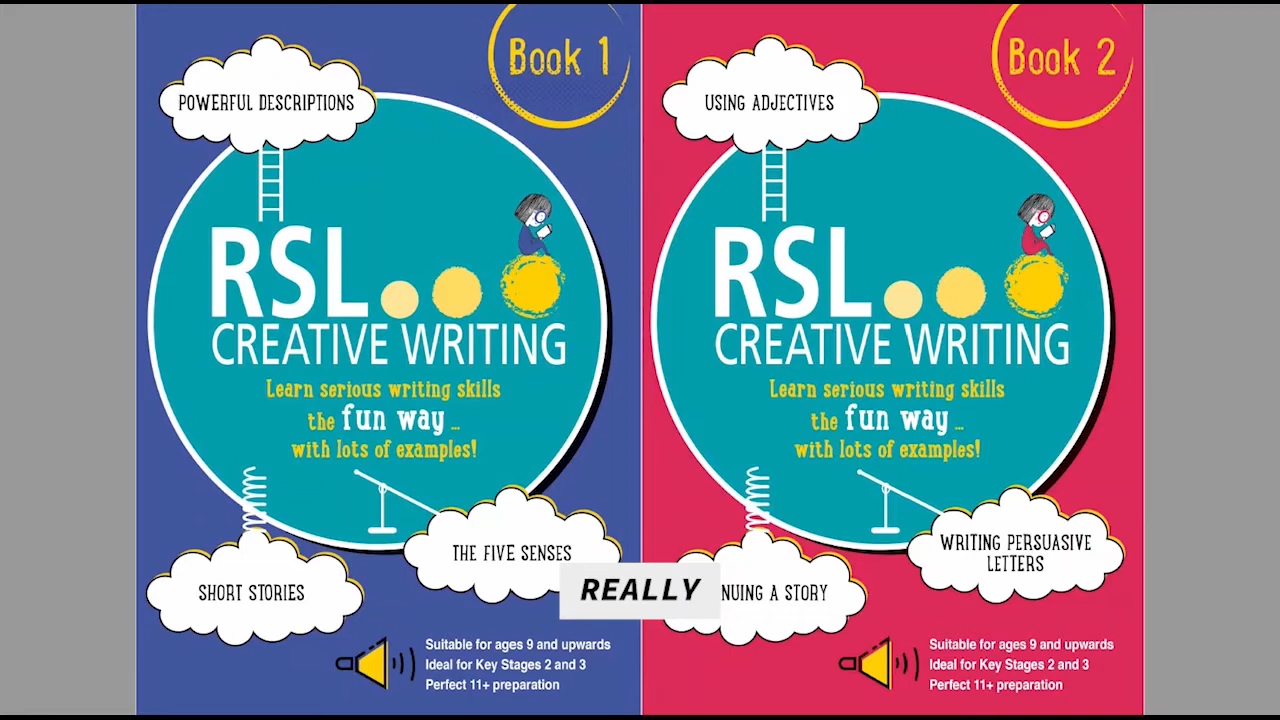 Book 1
POWERFUL DESCRIPTIONS
RSL
CREATIVE WRITING
Learn serious writing skills
the fun way ...
with lots of examples!
THE FIVE SENSES
SHORT STORIES
Suitable for ages 9 and upwards
Ideal for Key Stages 2 and 3
Perfect 11+ preparation
Book 2
USING ADJECTIVES
RSL
CREATIVE WRITING
Learn serious writing skills
the fun way ...
with lots of examples!
WRITING PERSUASIVE
LETTERS
NUING A STORY
Suitable for ages 9 and upwards
Ideal for Key Stages 2 and 3
Perfect 11+ preparation
REALLY